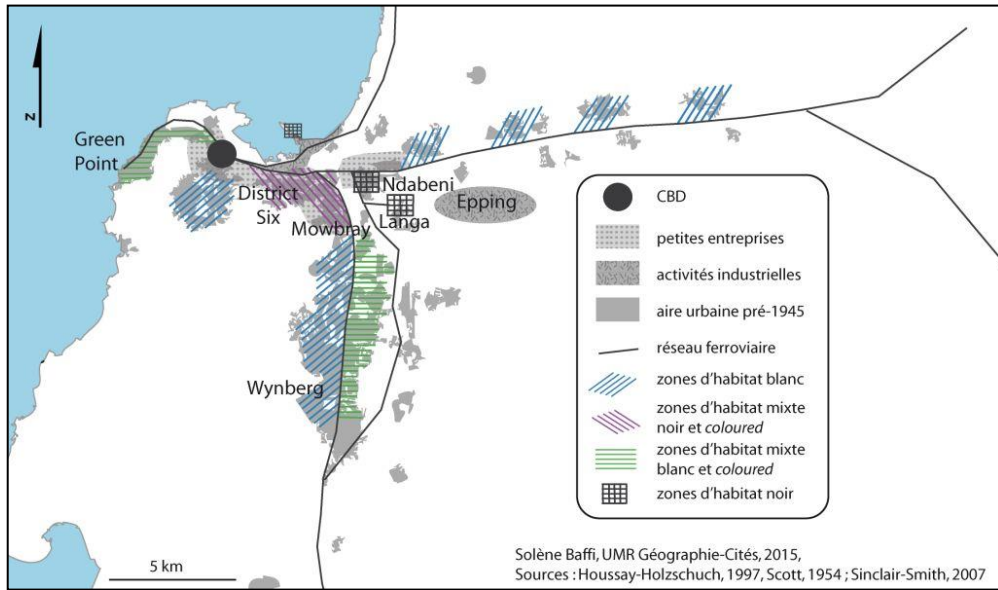 N
Green
Point
District
Six
Mowbray
Ndabeni
Langa
Epping
Wynberg
CBD
petites entreprises
activités industrielles
aire urbaine pré-1945
réseau ferroviaire
zones d'habitat blanc
zones d'habitat mixte
noir et coloured
zones d'habitat mixte
blanc et coloured
zones d'habitat noir
5 km
Solène Baffi, UMR Géographie-Cités, 2015,
Sources : Houssay-Holzschuch, 1997, Scott, 1954 ; Sinclair-Smith, 2007